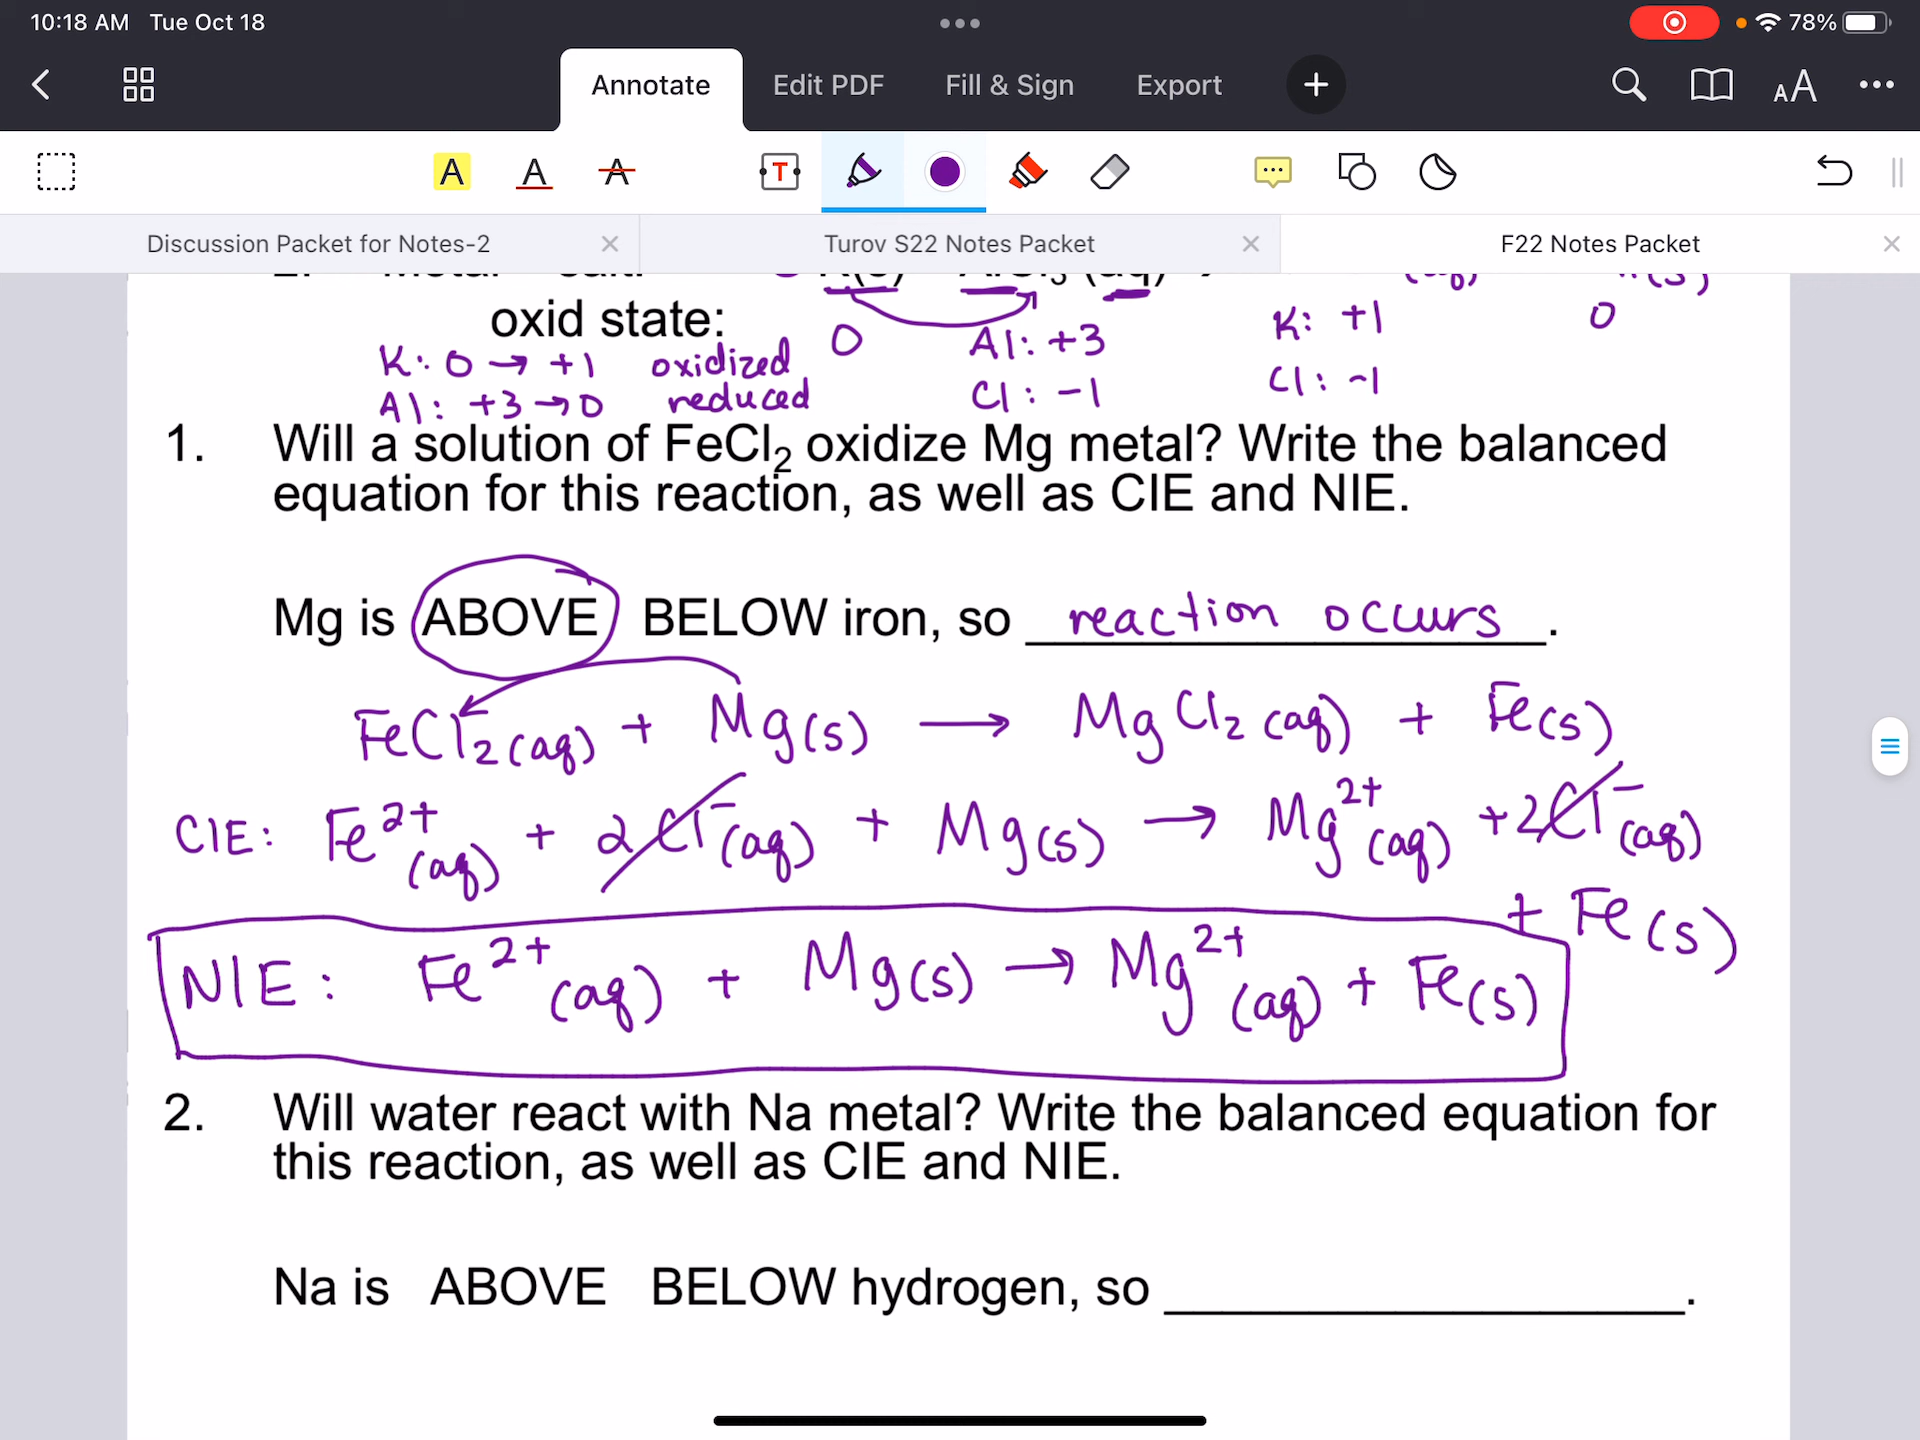 10:18 AM Tue Oct 18
78%
Annotate Edit PDF Fill & Sign Export
Discussion Packet for Notes-2 Turov S22 Notes Packet F22 Notes Packet
oxid state: 0 Al: +3 K: +1 0
K: 0 → +1 oxidized Cl: -1 Cl: -1
Al: +3 → 0 reduced
1. Will a solution of FeCl₂ oxidize Mg metal? Write the balanced
equation for this reaction, as well as CIE and NIE.
Mg is ABOVE BELOW iron, so reaction occurs.
FeCl₂(aq) + Mg(s) → MgCl₂(aq) + Fe(s)
CIE: Fe²⁺(aq) + 2Cl⁻(aq) + Mg(s) → Mg²⁺(aq) + 2Cl⁻(aq)
+ Fe(s)
NIE: Fe²⁺(aq) + Mg(s) → Mg²⁺(aq) + Fe(s)
2. Will water react with Na metal? Write the balanced equation for
this reaction, as well as CIE and NIE.
Na is ABOVE BELOW hydrogen, so ____________________.